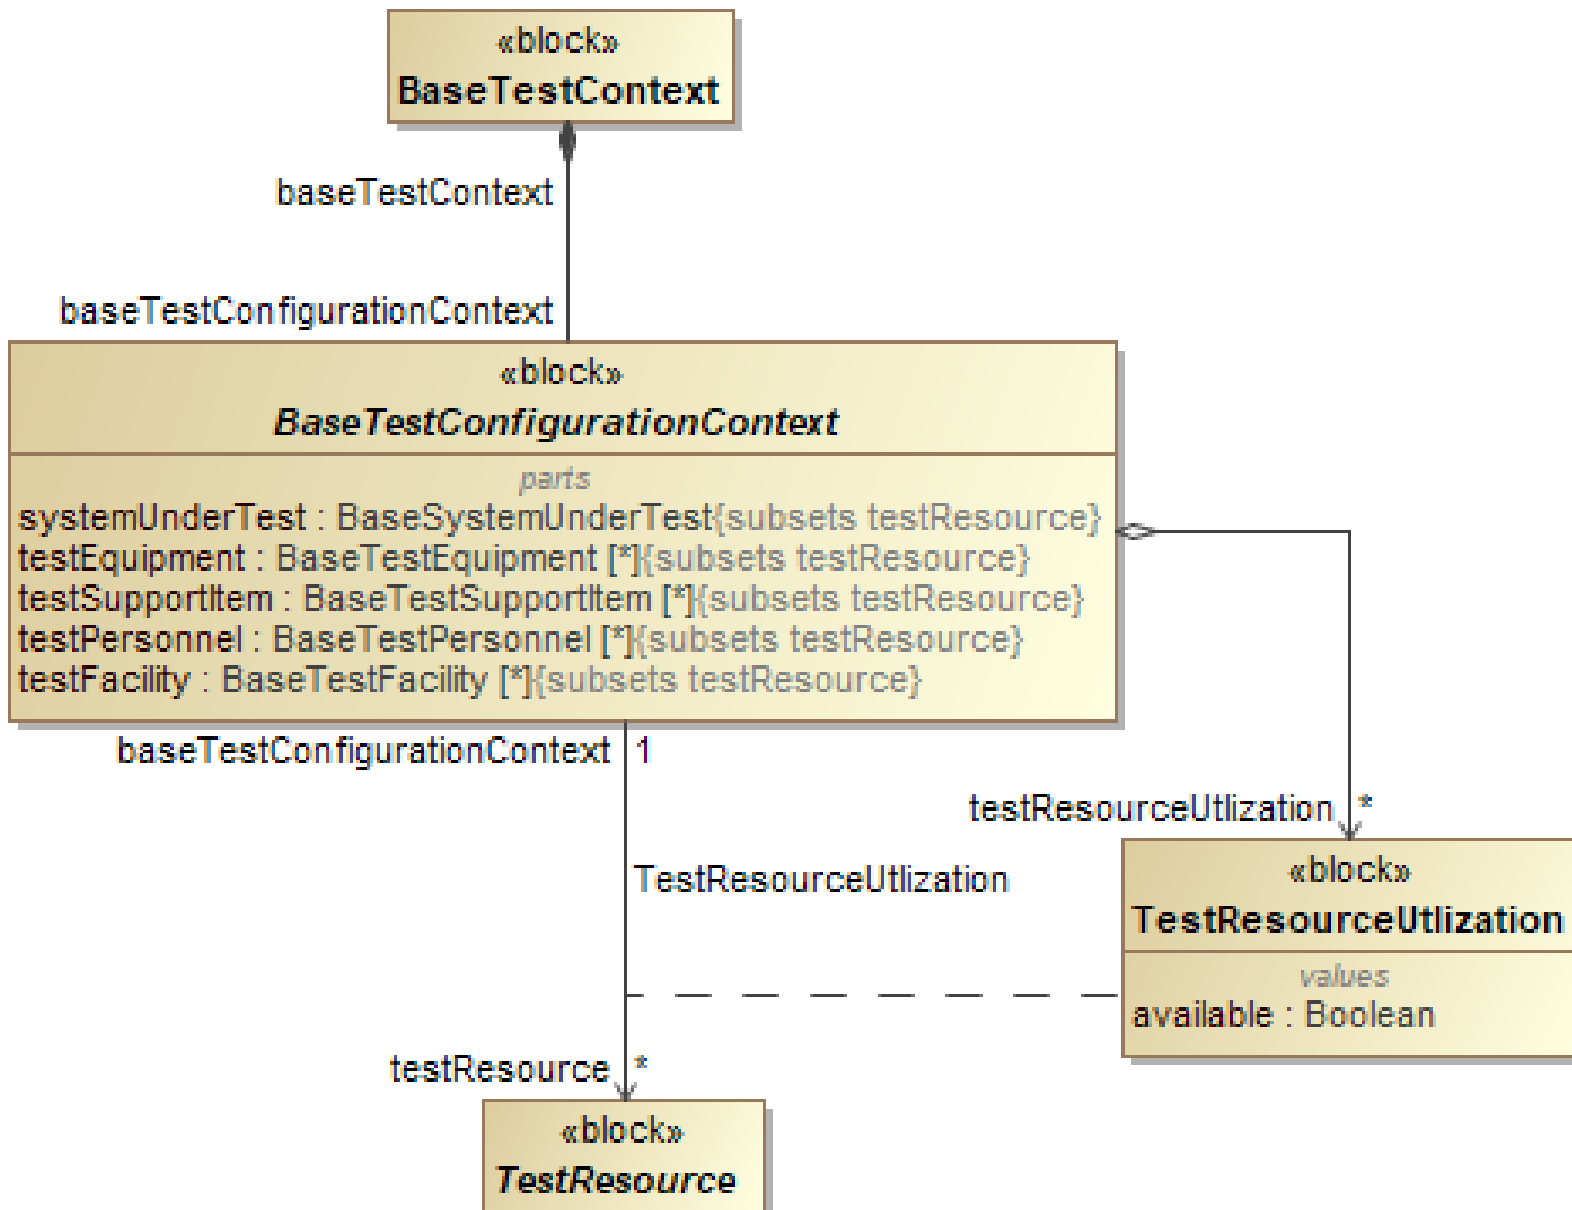 «block»
BaseTestContext
baseTestContext
baseTestConfigurationContext
«block»
BaseTestConfigurationContext
parts
systemUnderTest : BaseSystemUnderTest{subsets testResource}
testEquipment : BaseTestEquipment [*]{subsets testResource}
testSupportItem : BaseTestSupportItem [*]{subsets testResource}
testPersonnel : BaseTestPersonnel [*]{subsets testResource}
testFacility : BaseTestFacility [*]{subsets testResource}
baseTestConfigurationContext 1
testResourceUtlization *
TestResourceUtlization
«block»
TestResourceUtlization
values
available : Boolean
testResource *
«block»
TestResource